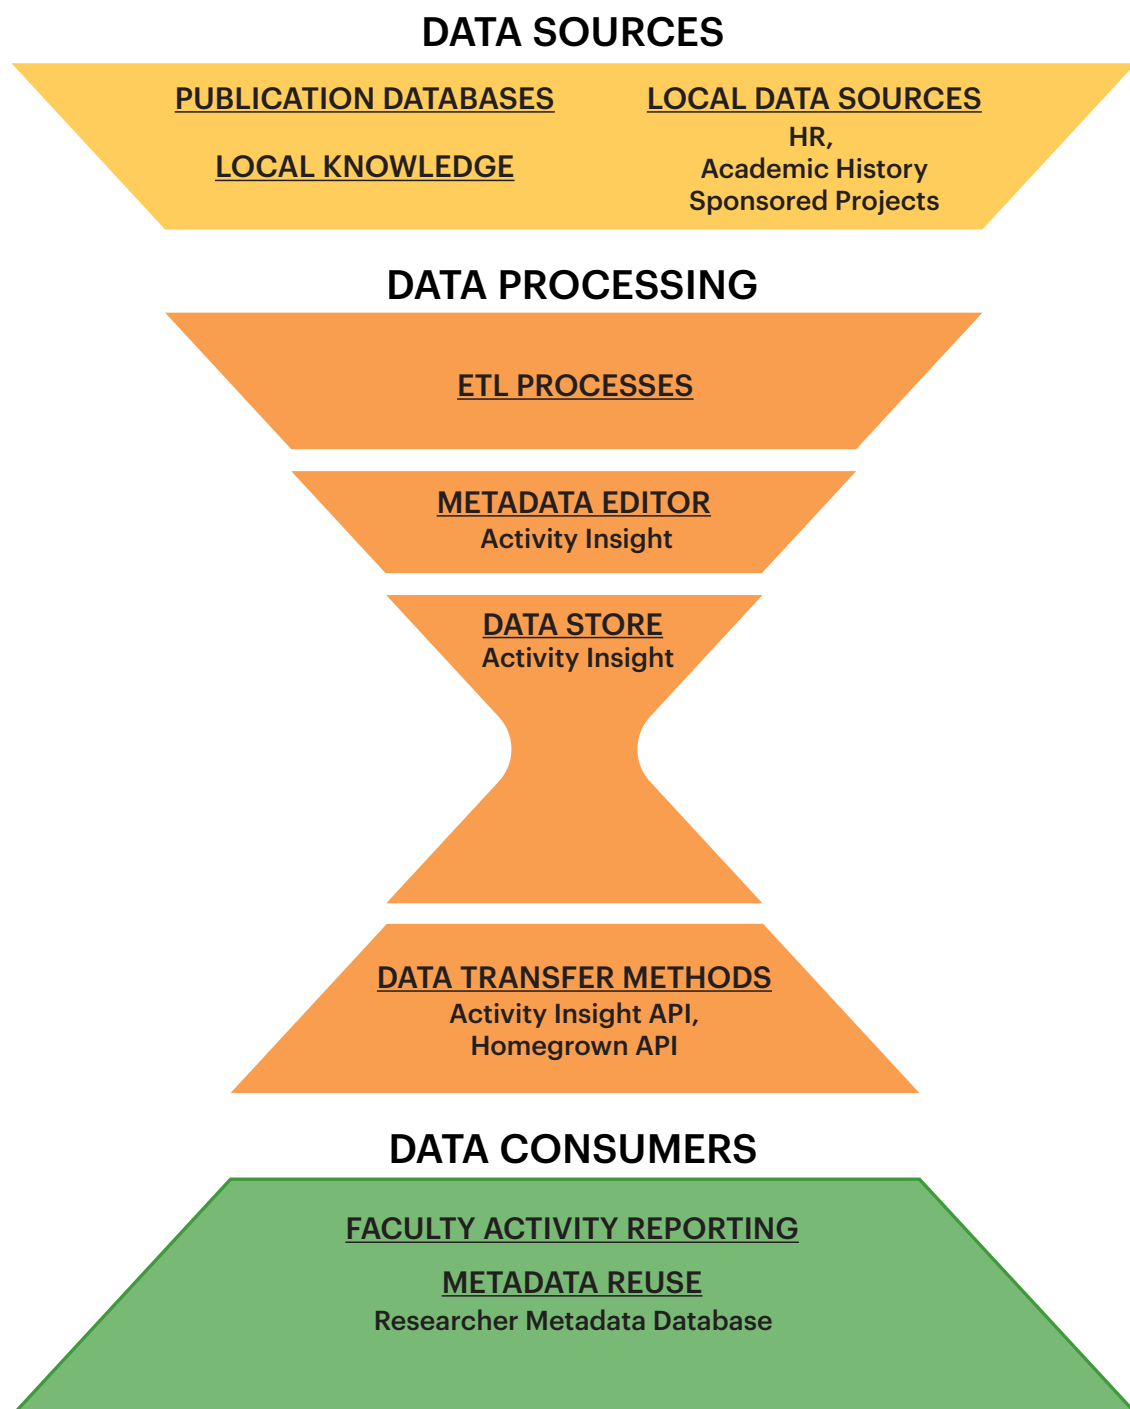 DATA SOURCES
PUBLICATION DATABASES
LOCAL KNOWLEDGE
LOCAL DATA SOURCES
HR,
Academic History
Sponsored Projects
DATA PROCESSING
ETL PROCESSES
METADATA EDITOR
Activity Insight
DATA STORE
Activity Insight
DATA TRANSFER METHODS
Activity Insight API,
Homegrown API
DATA CONSUMERS
FACULTY ACTIVITY REPORTING
METADATA REUSE
Researcher Metadata Database